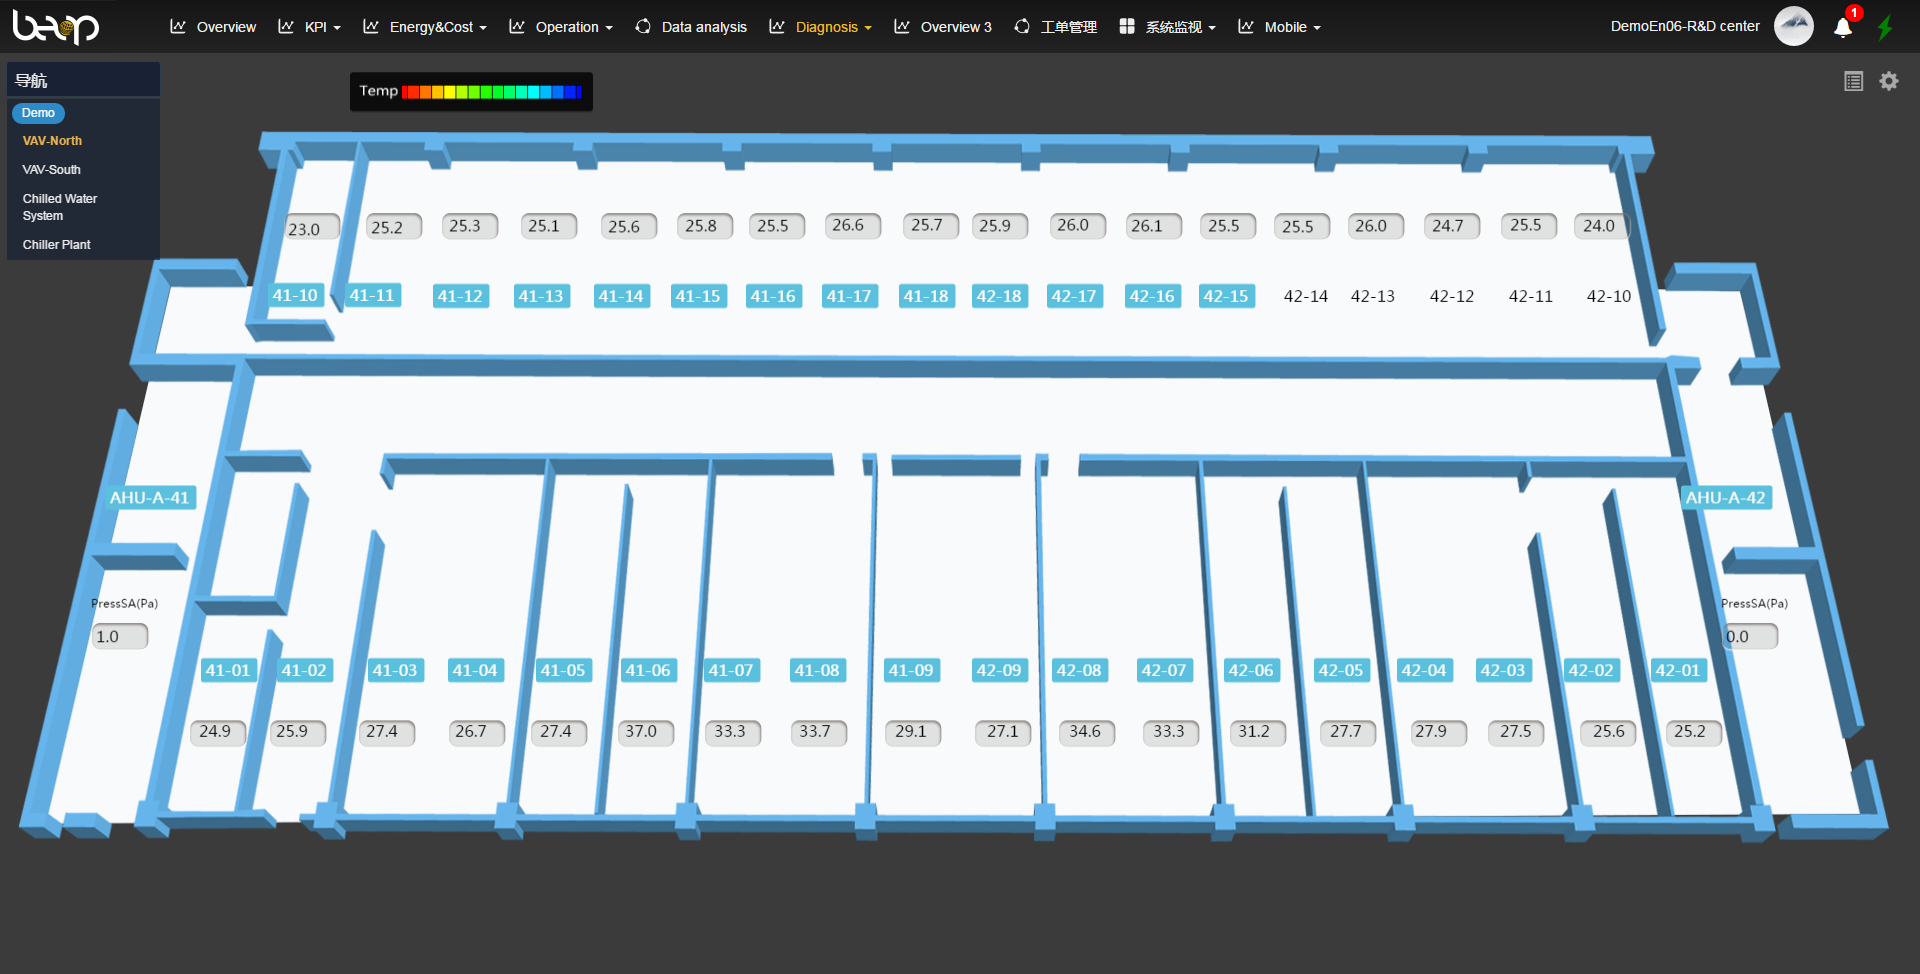 beop
Overview KPI Energy&Cost Operation Data analysis Diagnosis Overview 3 工单管理 系统监视 Mobile DemoEn06-R&D center 1
导航
Demo
VAV-North
VAV-South
Chilled Water
System
Chiller Plant
Temp
23.0 25.2 25.3 25.1 25.6 25.8 25.5 26.6 25.7 25.9 26.0 26.1 25.5 25.5 26.0 24.7 25.5 24.0
41-10 41-11 41-12 41-13 41-14 41-15 41-16 41-17 41-18 42-18 42-17 42-16 42-15 42-14 42-13 42-12 42-11 42-10
AHU-A-41 AHU-A-42
PressSA(Pa) PressSA(Pa)
1.0 0.0
41-01 41-02 41-03 41-04 41-05 41-06 41-07 41-08 41-09 42-09 42-08 42-07 42-06 42-05 42-04 42-03 42-02 42-01
24.9 25.9 27.4 26.7 27.4 37.0 33.3 33.7 29.1 27.1 34.6 33.3 31.2 27.7 27.9 27.5 25.6 25.2